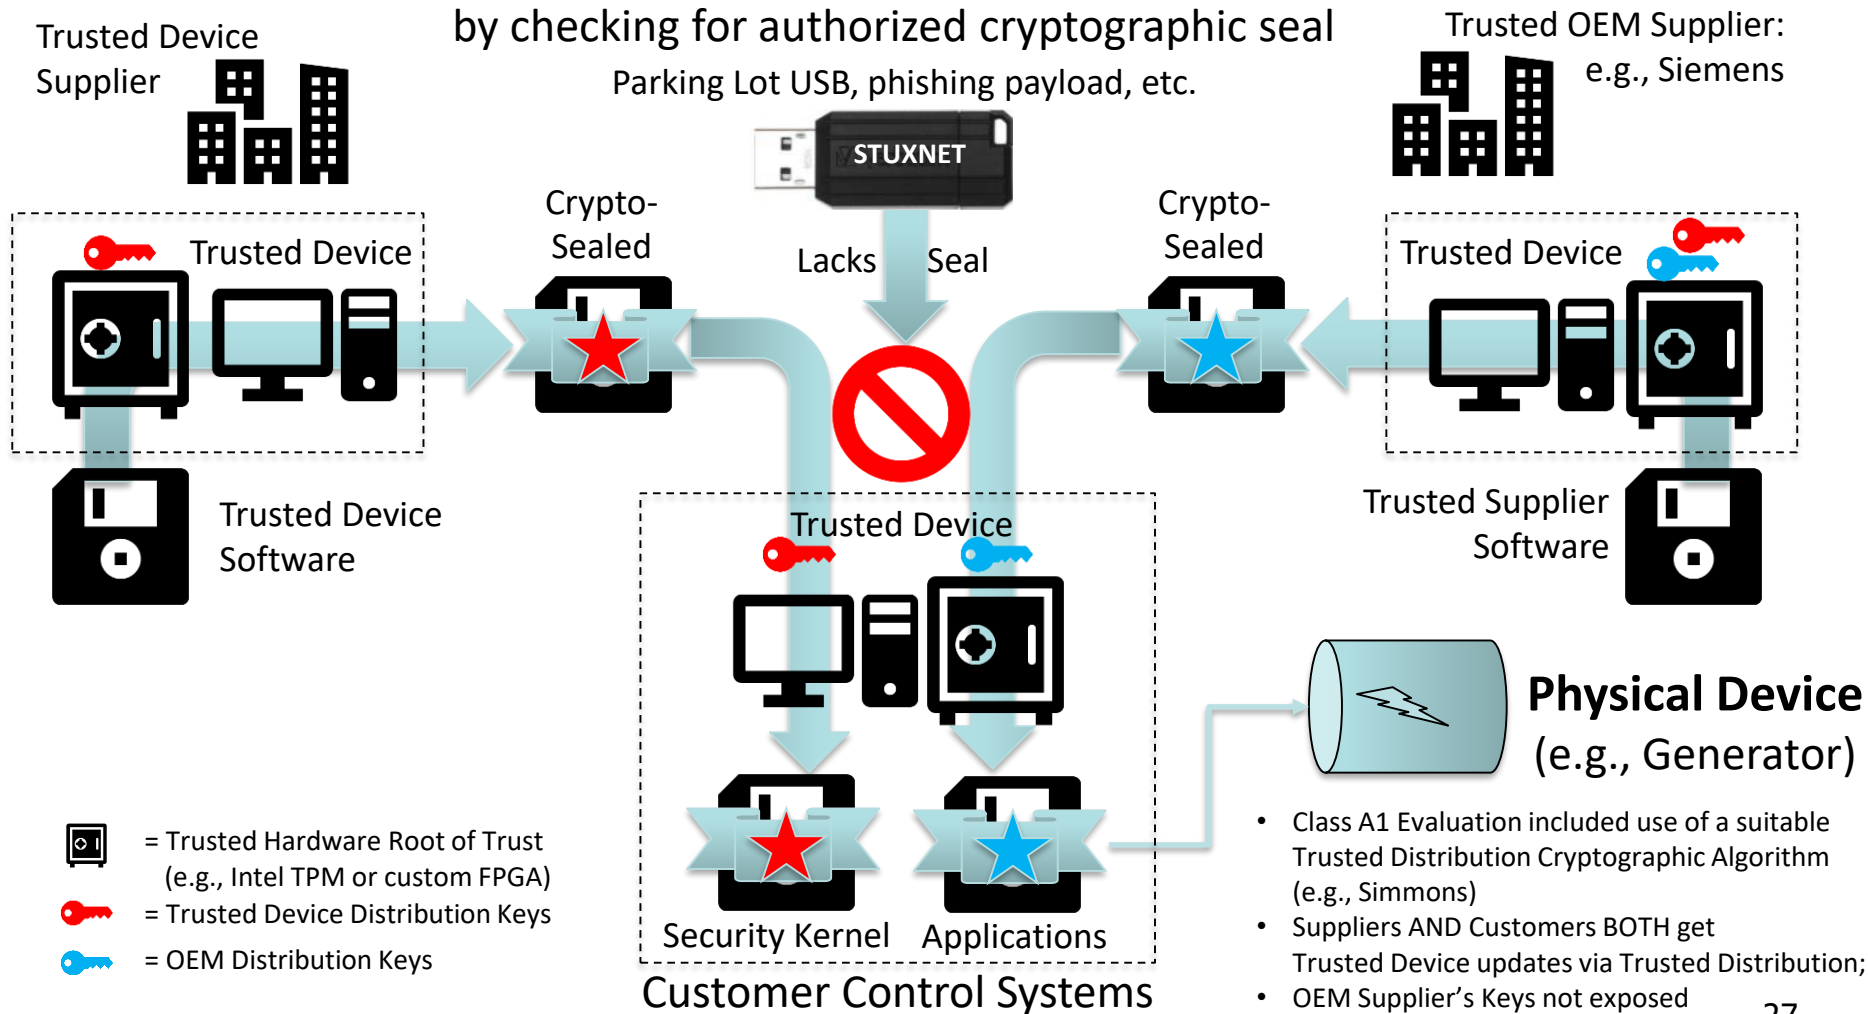 by checking for authorized cryptographic seal
Parking Lot USB, phishing payload, etc.
Trusted Device
Supplier
Trusted OEM Supplier:
e.g., Siemens
STUXNET
Crypto-
Sealed
Lacks Seal
Crypto-
Sealed
Trusted Device
Trusted Device
Trusted Device
Software
Trusted Supplier
Software
Trusted Device
Physical Device
(e.g., Generator)
= Trusted Hardware Root of Trust
(e.g., Intel TPM or custom FPGA)
= Trusted Device Distribution Keys
= OEM Distribution Keys
Security Kernel
Applications
Customer Control Systems
• Class A1 Evaluation included use of a suitable
Trusted Distribution Cryptographic Algorithm
(e.g., Simmons)
• Suppliers AND Customers BOTH get
Trusted Device updates via Trusted Distribution;
• OEM Supplier's Keys not exposed
27